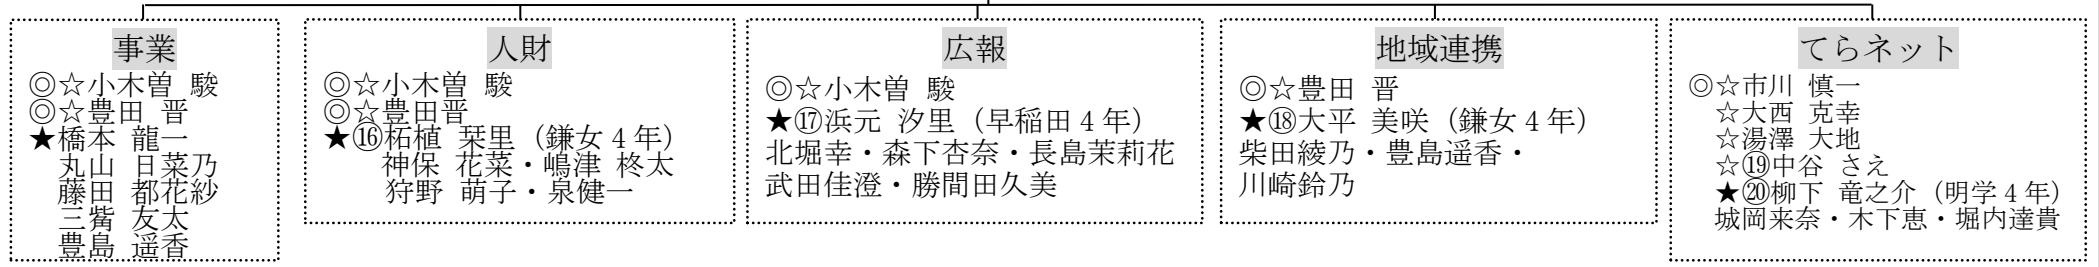 事業
◎☆小木曽 駿
◎☆豊田 晋
★橋本 龍一
丸山 日菜乃
藤田 都花紗
三觜 友太
豊島 遥香
人財
◎☆小木曽 駿
◎☆豊田晋
★⑯柘植 栞里（鎌女４年）
神保 花菜・嶋津 柊太
狩野 萌子・泉健一
広報
◎☆小木曽 駿
★⑰浜元 汐里（早稲田４年）
北堀幸・森下杏奈・長島茉莉花
武田佳澄・勝間田久美
地域連携
◎☆豊田 晋
★⑱大平 美咲（鎌女４年）
柴田綾乃・豊島遥香・
川崎鈴乃
てらネット
◎☆市川 慎一
☆大西 克幸
☆湯澤 大地
☆⑲中谷 さえ
★⑳柳下 竜之介（明学４年）
城岡来奈・木下恵・堀内達貴